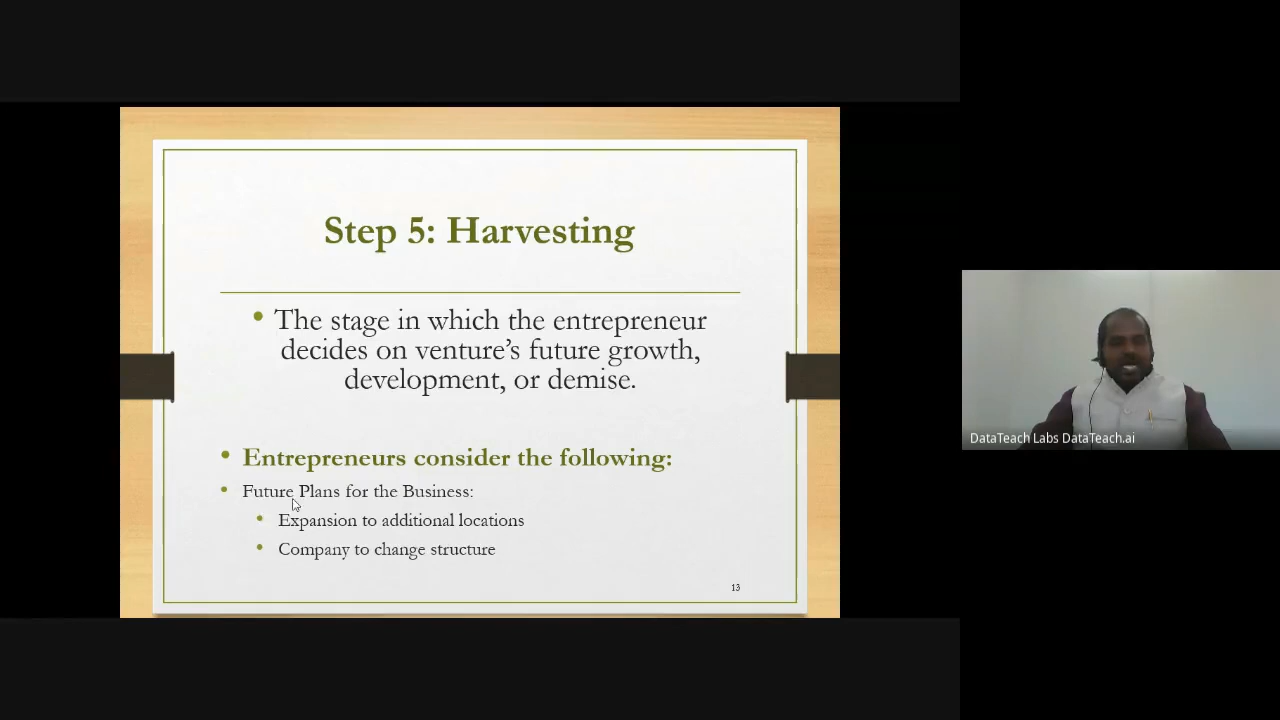 Step 5: Harvesting
• The stage in which the entrepreneur
decides on venture’s future growth,
development, or demise.
• Entrepreneurs consider the following:
• Future Plans for the Business:
• Expansion to additional locations
• Company to change structure
13
DataTeach Labs DataTeach.ai